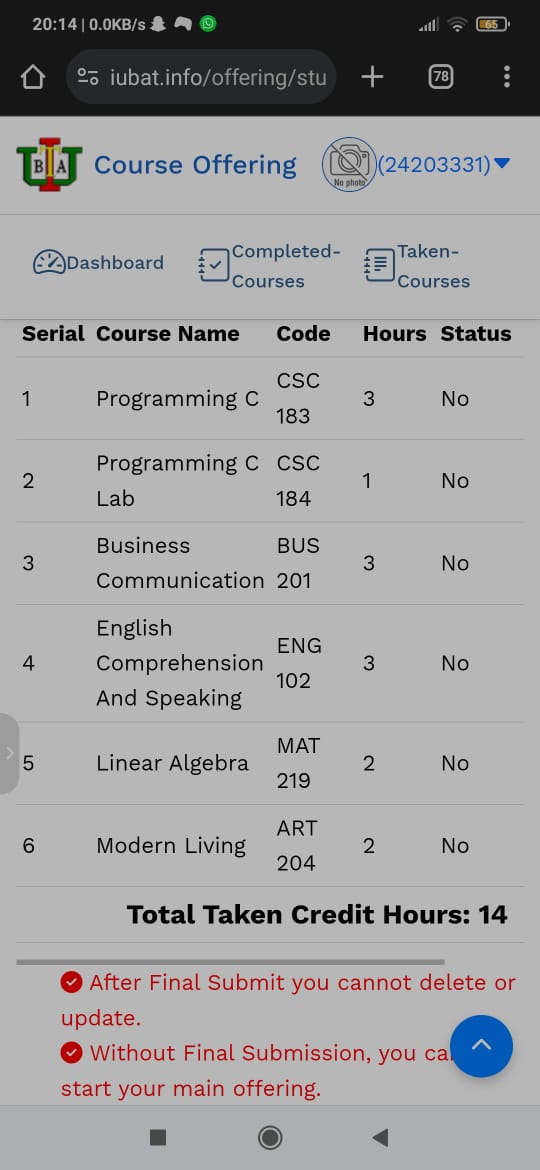 20:14 | 0.0KB/s
65
iubat.info/offering/stu
78
IUBAT Course Offering No photo (24203331)
Dashboard
Completed-
Courses
Taken-
Courses
Serial Course Name Code Hours Status
1 Programming C CSC 183 3 No
2 Programming C Lab CSC 184 1 No
3 Business Communication BUS 201 3 No
4 English Comprehension And Speaking ENG 102 3 No
5 Linear Algebra MAT 219 2 No
6 Modern Living ART 204 2 No
Total Taken Credit Hours: 14
After Final Submit you cannot delete or
update.
Without Final Submission, you
start your main offering.